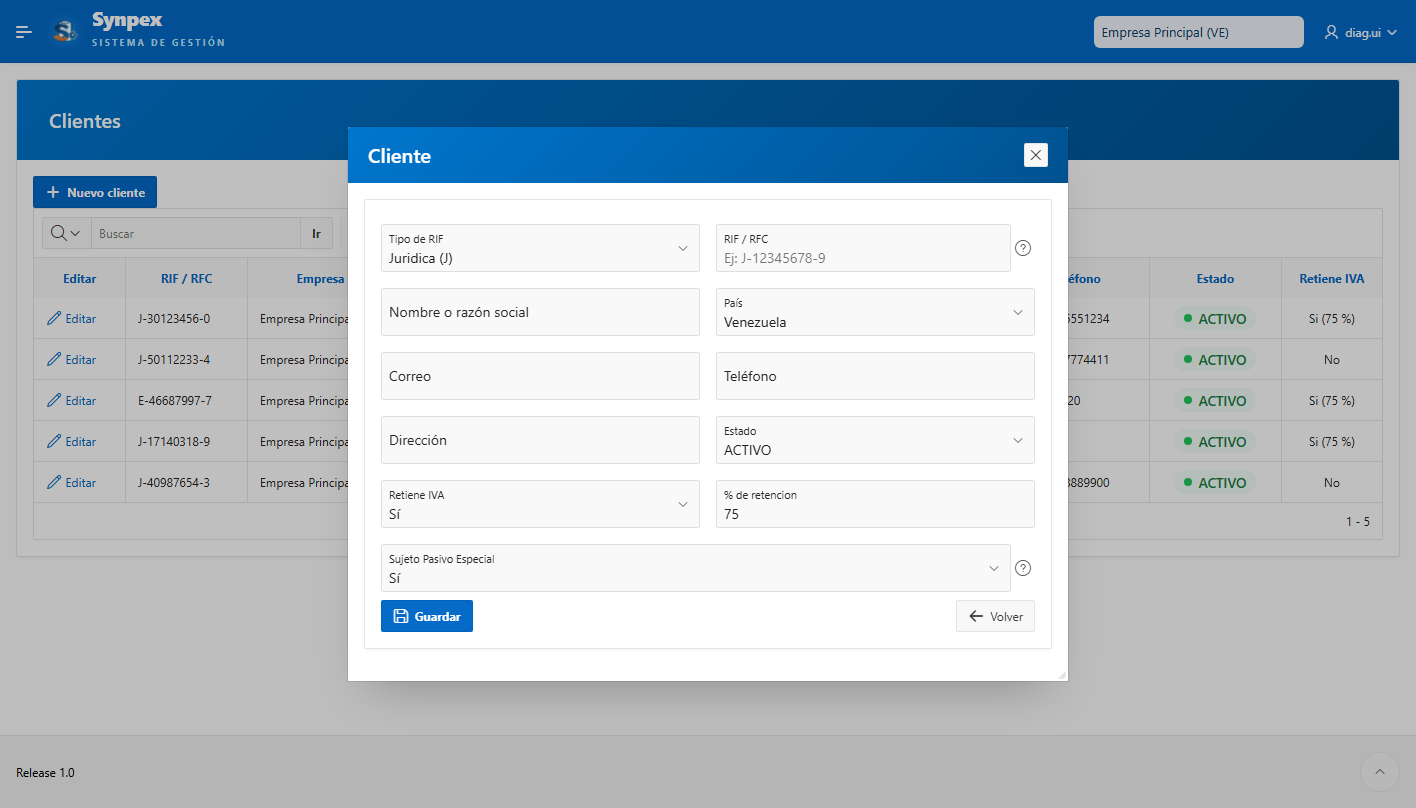 Synpex
SISTEMA DE GESTIÓN
Empresa Principal (VE)
diag.ui
Clientes
Nuevo cliente
Buscar
Ir
Editar RIF / RFC Empresa éfono Estado Retiene IVA
Editar J-30123456-0 Empresa Principa 5551234 ACTIVO Si (75 %)
Editar J-50112233-4 Empresa Principa 7774411 ACTIVO No
Editar E-46687997-7 Empresa Principa 20 ACTIVO Si (75 %)
Editar J-17140318-9 Empresa Principa ACTIVO Si (75 %)
Editar J-40987654-3 Empresa Principa 8889900 ACTIVO No
1 - 5
Cliente
Tipo de RIF
Juridica (J)
RIF / RFC
Ej: J-12345678-9
Nombre o razón social
País
Venezuela
Correo
Teléfono
Dirección
Estado
ACTIVO
Retiene IVA
Sí
% de retencion
75
Sujeto Pasivo Especial
Sí
Guardar
Volver
Release 1.0